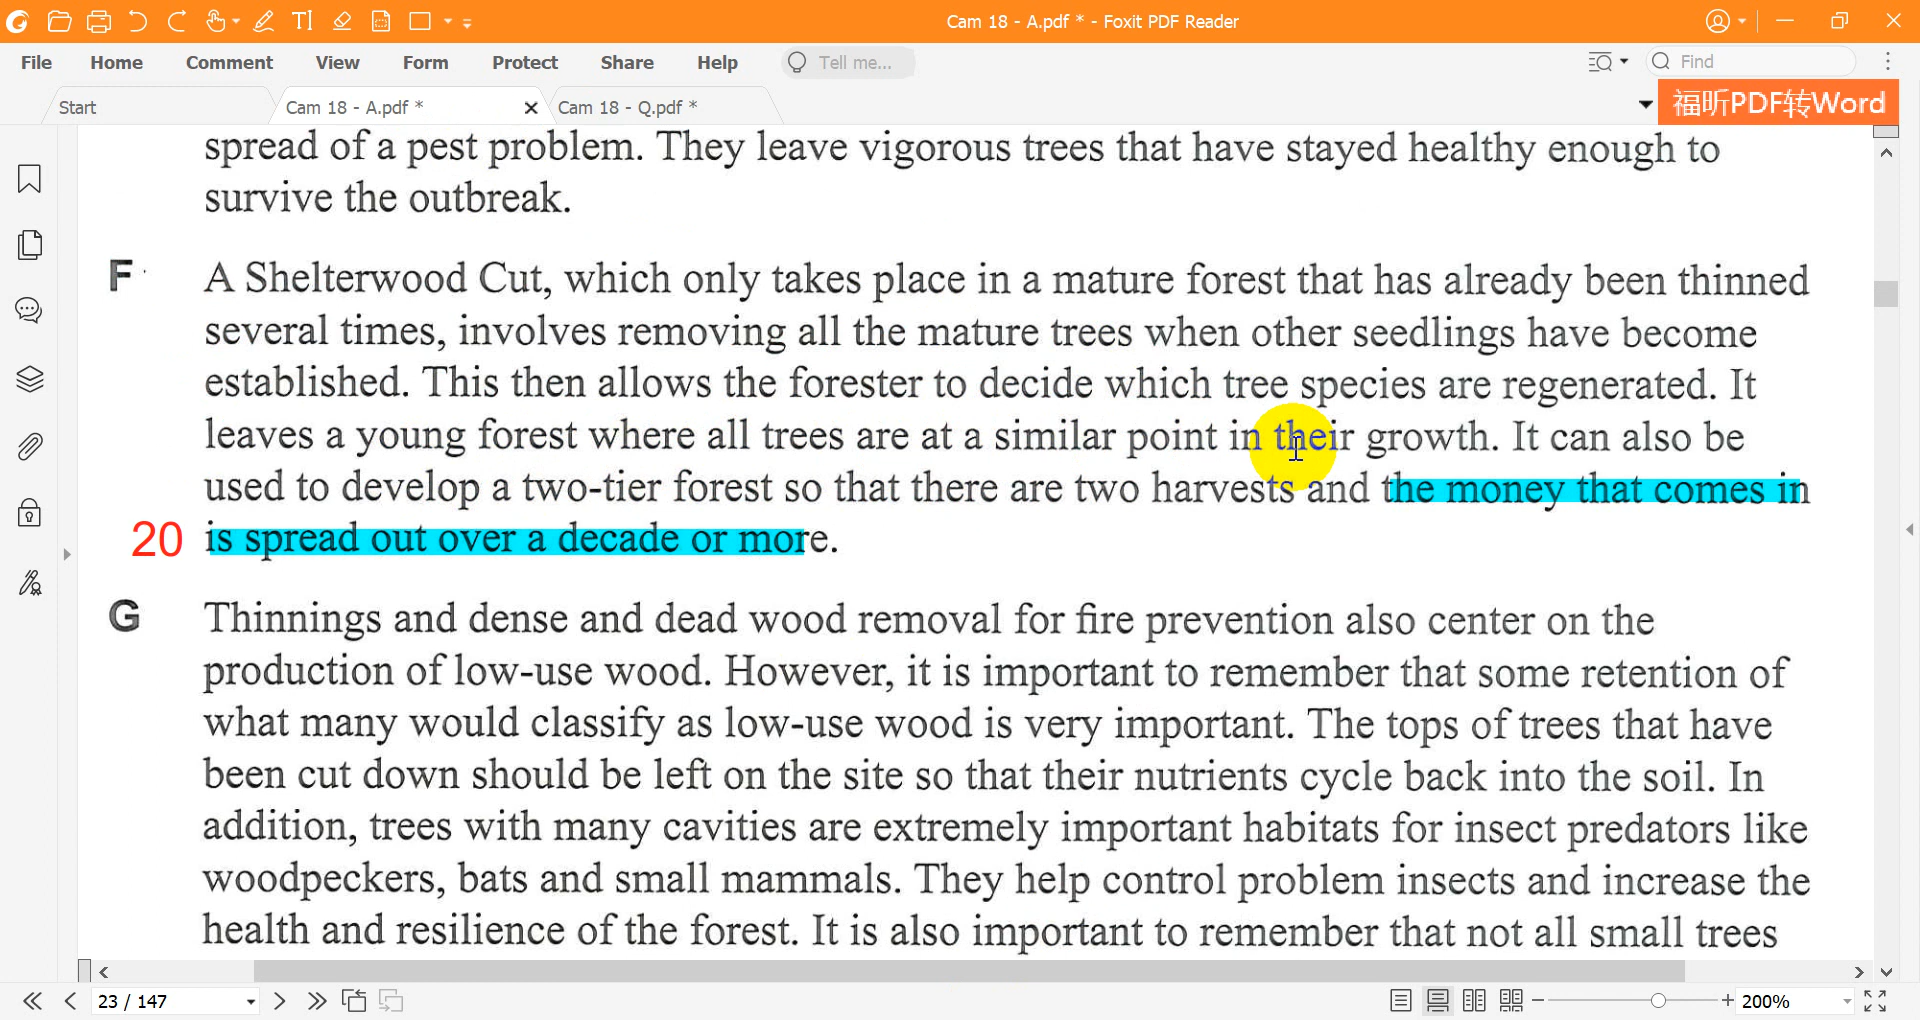 Cam 18 - A.pdf * - Foxit PDF Reader
File Home Comment View Form Protect Share Help Tell me... Find
Start Cam 18 - A.pdf * Cam 18 - Q.pdf * 福昕PDF转Word
spread of a pest problem. They leave vigorous trees that have stayed healthy enough to
survive the outbreak.
F A Shelterwood Cut, which only takes place in a mature forest that has already been thinned
several times, involves removing all the mature trees when other seedlings have become
established. This then allows the forester to decide which tree species are regenerated. It
leaves a young forest where all trees are at a similar point in their growth. It can also be
used to develop a two-tier forest so that there are two harvests and the money that comes in
20 is spread out over a decade or more.
G Thinnings and dense and dead wood removal for fire prevention also center on the
production of low-use wood. However, it is important to remember that some retention of
what many would classify as low-use wood is very important. The tops of trees that have
been cut down should be left on the site so that their nutrients cycle back into the soil. In
addition, trees with many cavities are extremely important habitats for insect predators like
woodpeckers, bats and small mammals. They help control problem insects and increase the
health and resilience of the forest. It is also important to remember that not all small trees
23 / 147 200%